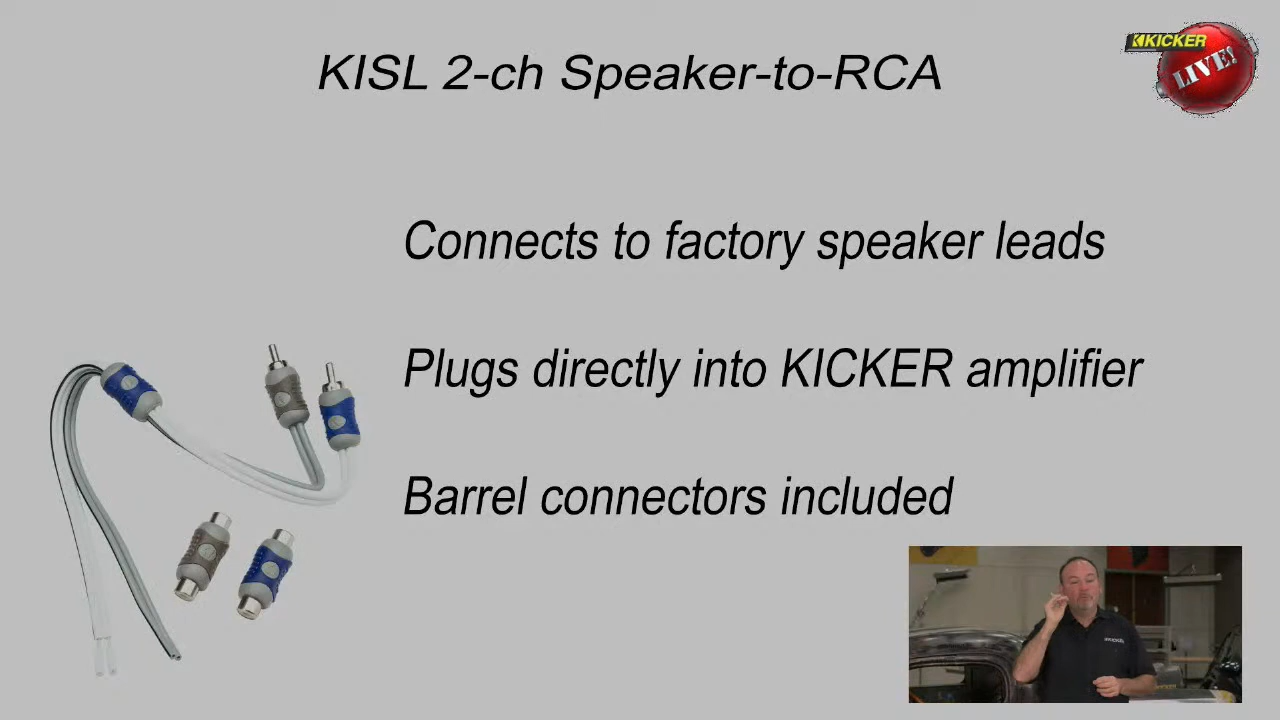 KISL 2-ch Speaker-to-RCA
KICKER
LIVE!
Connects to factory speaker leads
Plugs directly into KICKER amplifier
Barrel connectors included
KICKER